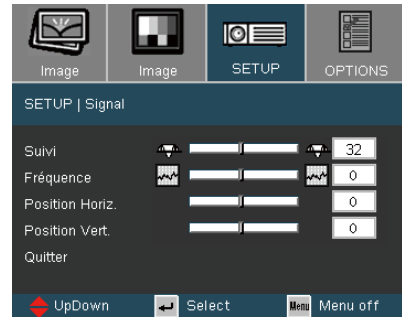 Image Image SETUP OPTIONS
SETUP | Signal
Suivi 32
Fréquence 0
Position Horiz. 0
Position Vert. 0
Quitter
UpDown Select Menu Menu off